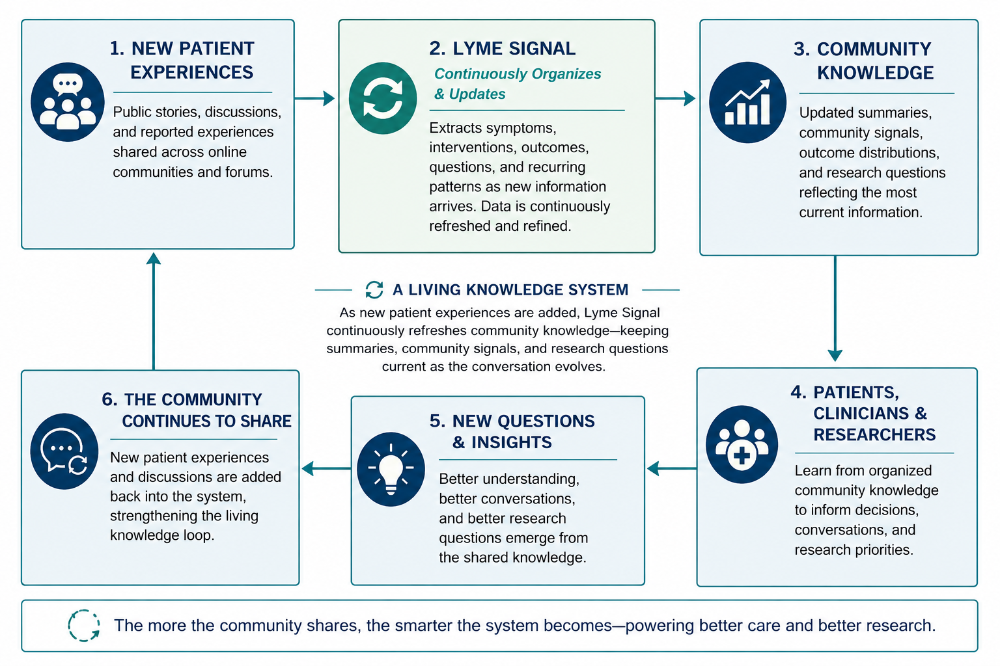 1. NEW PATIENT
EXPERIENCES
Public stories, discussions,
and reported experiences
shared across online
communities and forums.
2. LYME SIGNAL
Continuously Organizes
& Updates
Extracts symptoms,
interventions, outcomes,
questions, and recurring
patterns as new information
arrives. Data is continuously
refreshed and refined.
3. COMMUNITY
KNOWLEDGE
Updated summaries,
community signals,
outcome distributions,
and research questions
reflecting the most
current information.
A LIVING KNOWLEDGE SYSTEM
As new patient experiences are added, Lyme Signal
continuously refreshes community knowledge—keeping
summaries, community signals, and research questions
current as the conversation evolves.
4. PATIENTS,
CLINICIANS &
RESEARCHERS
Learn from organized
community knowledge
to inform decisions,
conversations, and
research priorities.
5. NEW QUESTIONS
& INSIGHTS
Better understanding,
better conversations,
and better research
questions emerge from
the shared knowledge.
6. THE COMMUNITY
CONTINUES TO SHARE
New patient experiences
and discussions are added
back into the system,
strengthening the living
knowledge loop.
The more the community shares, the smarter the system becomes—powering better care and better research.